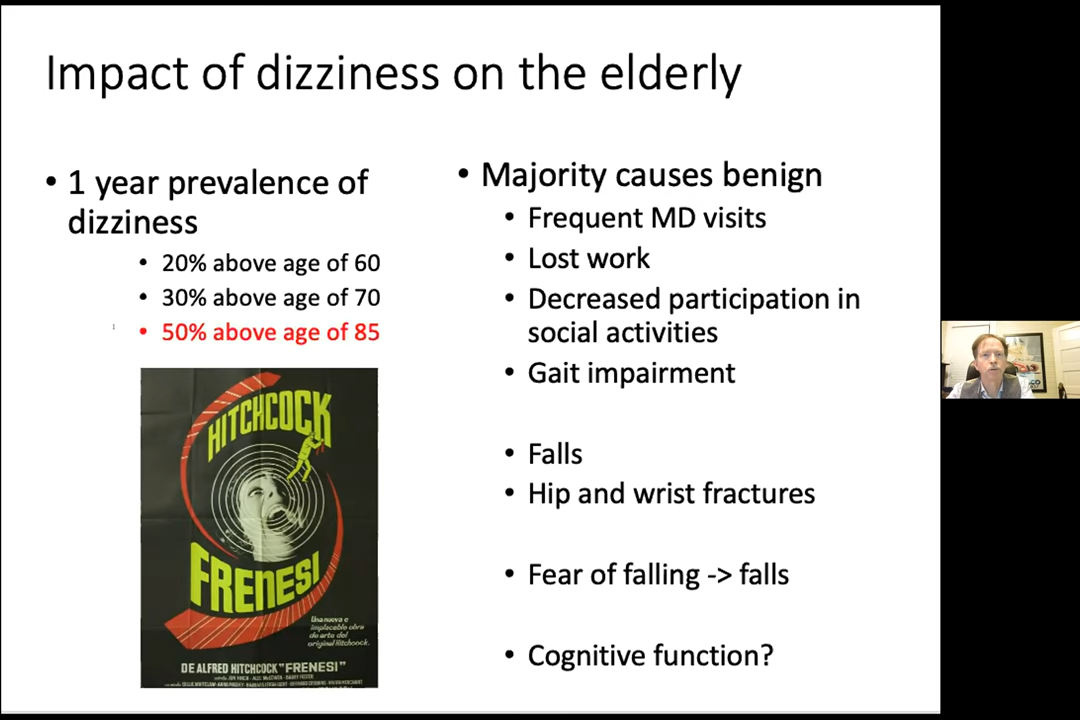 Impact of dizziness on the elderly
• 1 year prevalence of
dizziness
• 20% above age of 60
• 30% above age of 70
• 50% above age of 85
HITCHCOCK
FRENESI
Una nueva e
implacable obra
de arte del
original Hitchcock.
DE ALFRED HITCHCOCK "FRENESI"
• Majority causes benign
• Frequent MD visits
• Lost work
• Decreased participation in
social activities
• Gait impairment
• Falls
• Hip and wrist fractures
• Fear of falling -> falls
• Cognitive function?